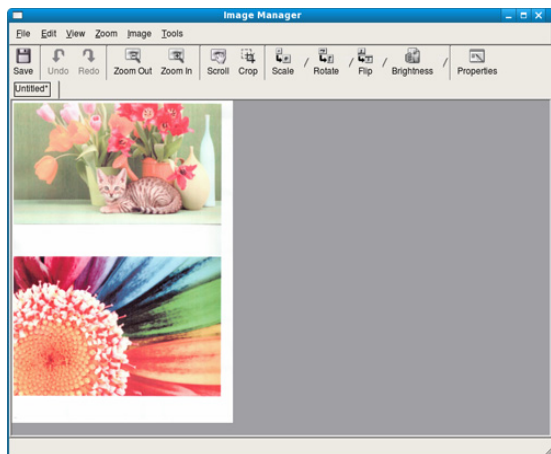 Image Manager
File Edit View Zoom Image Tools
Save Undo Redo Zoom Out Zoom In Scroll Crop Scale / Rotate / Flip / Brightness / Properties
Untitled*